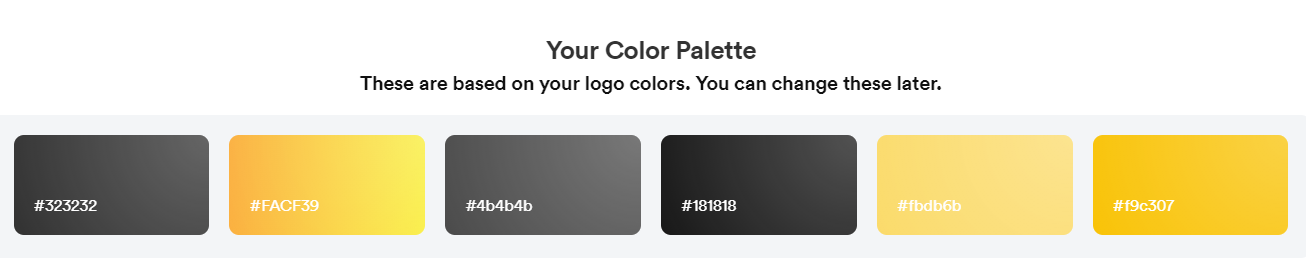 Your Color Palette
These are based on your logo colors. You can change these later.
#323232
#FACF39
#4b4b4b
#181818
#fbdb6b
#f9c307